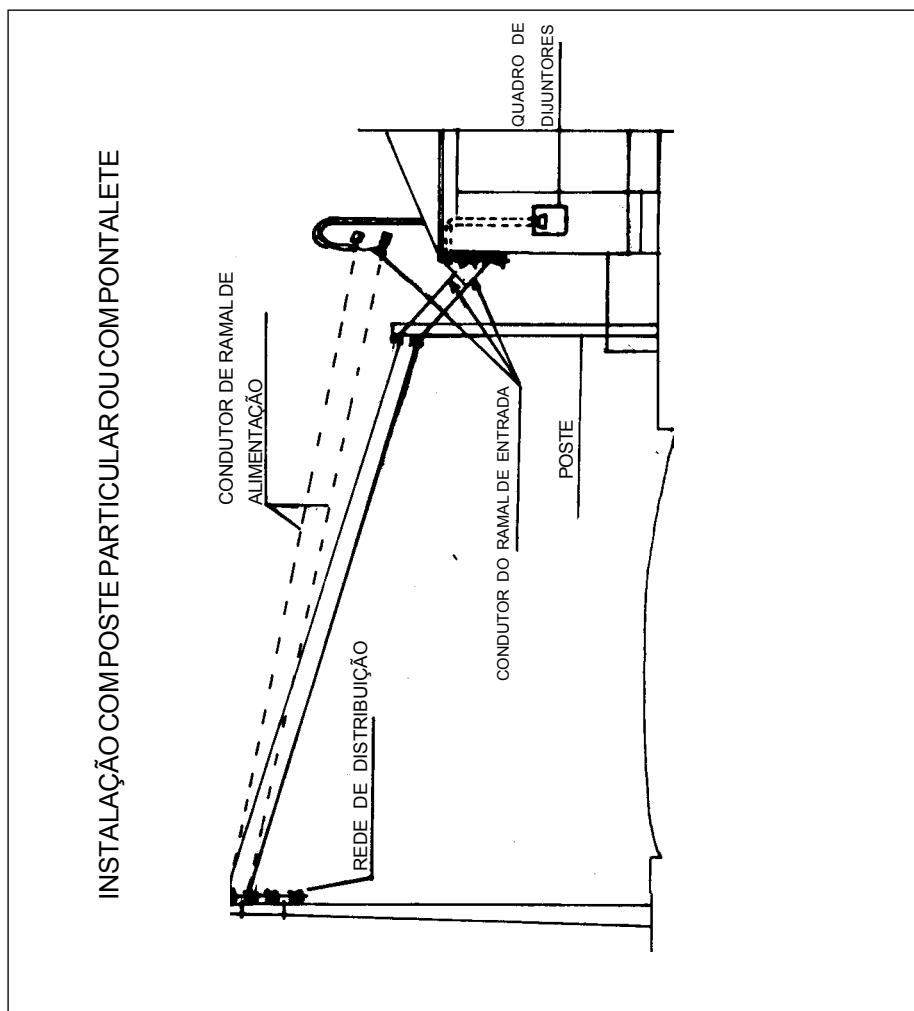 INSTALAÇÃO COM POSTE PARTICULAR OU COM PONTALETE
CONDUTOR DE RAMAL DE
ALIMENTAÇÃO
REDE DE DISTRIBUIÇÃO
QUADRO DE
DIJUNTORES
CONDUTOR DO RAMAL DE ENTRADA
POSTE